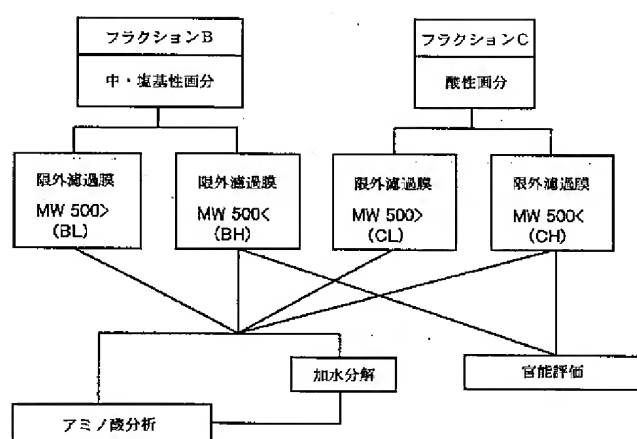 フラクションB
中・塩基性画分
フラクションC
酸性画分
限外濾過膜
MW 500>
(BL)
限外濾過膜
MW 500<
(BH)
限外濾過膜
MW 500>
(CL)
限外濾過膜
MW 500<
(CH)
加水分解
官能評価
アミノ酸分析